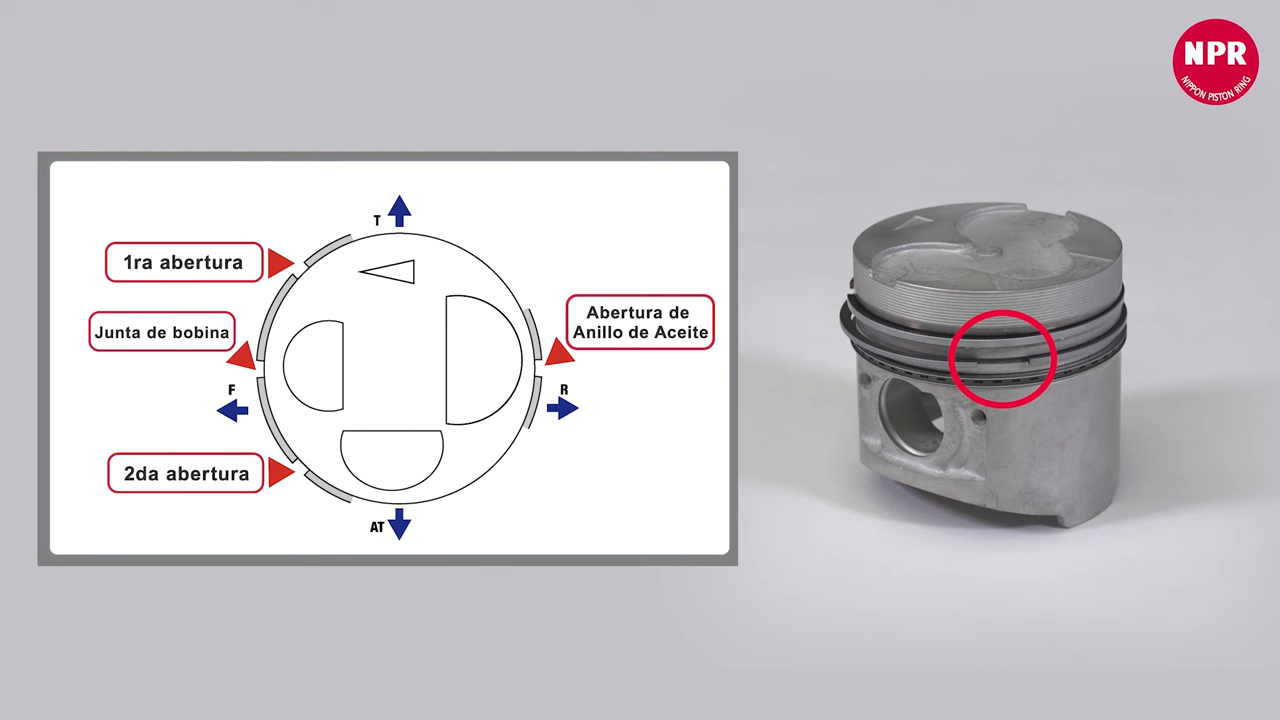 NPR
NIPPON PISTON RING
T
1ra abertura
Junta de bobina
Abertura de
Anillo de Aceite
F
R
2da abertura
AT